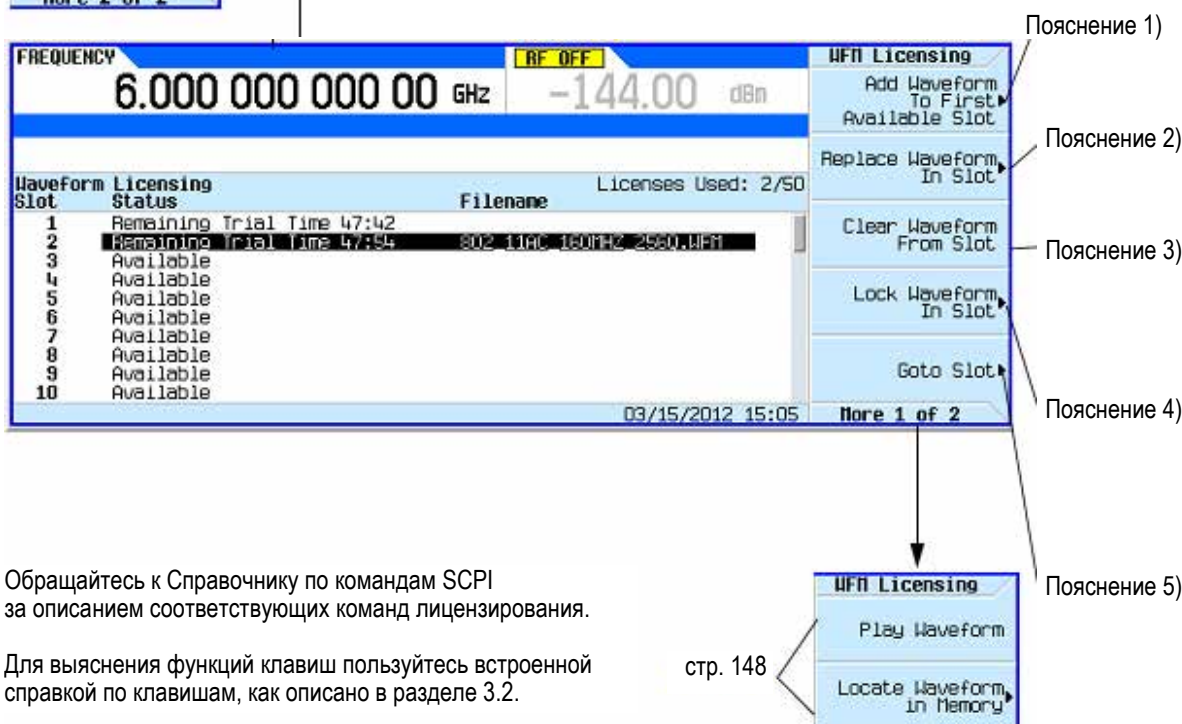 More 2 of 2
Пояснение 1)
FREQUENCY
RF OFF
6.000 000 000 00 GHz
-144.00 dBm
WFM Licensing
Add Waveform
To First
Available Slot
Пояснение 2)
Replace Waveform
In Slot
Waveform Licensing
Licenses Used: 2/50
Slot Status Filename
1 Remaining Trial Time 47:42
2 Remaining Trial Time 47:54 802_11AC_160MHZ_256Q.WFM
3 Available
4 Available
5 Available
6 Available
7 Available
8 Available
9 Available
10 Available
Clear Waveform
From Slot
Пояснение 3)
Lock Waveform
In Slot
Goto Slot
Пояснение 4)
03/15/2012 15:05
More 1 of 2
Обращайтесь к Справочнику по командам SCPI
за описанием соответствующих команд лицензирования.
Для выяснения функций клавиш пользуйтесь встроенной
справкой по клавишам, как описано в разделе 3.2.
WFM Licensing
Пояснение 5)
Play Waveform
стр. 148
Locate Waveform
in Memory